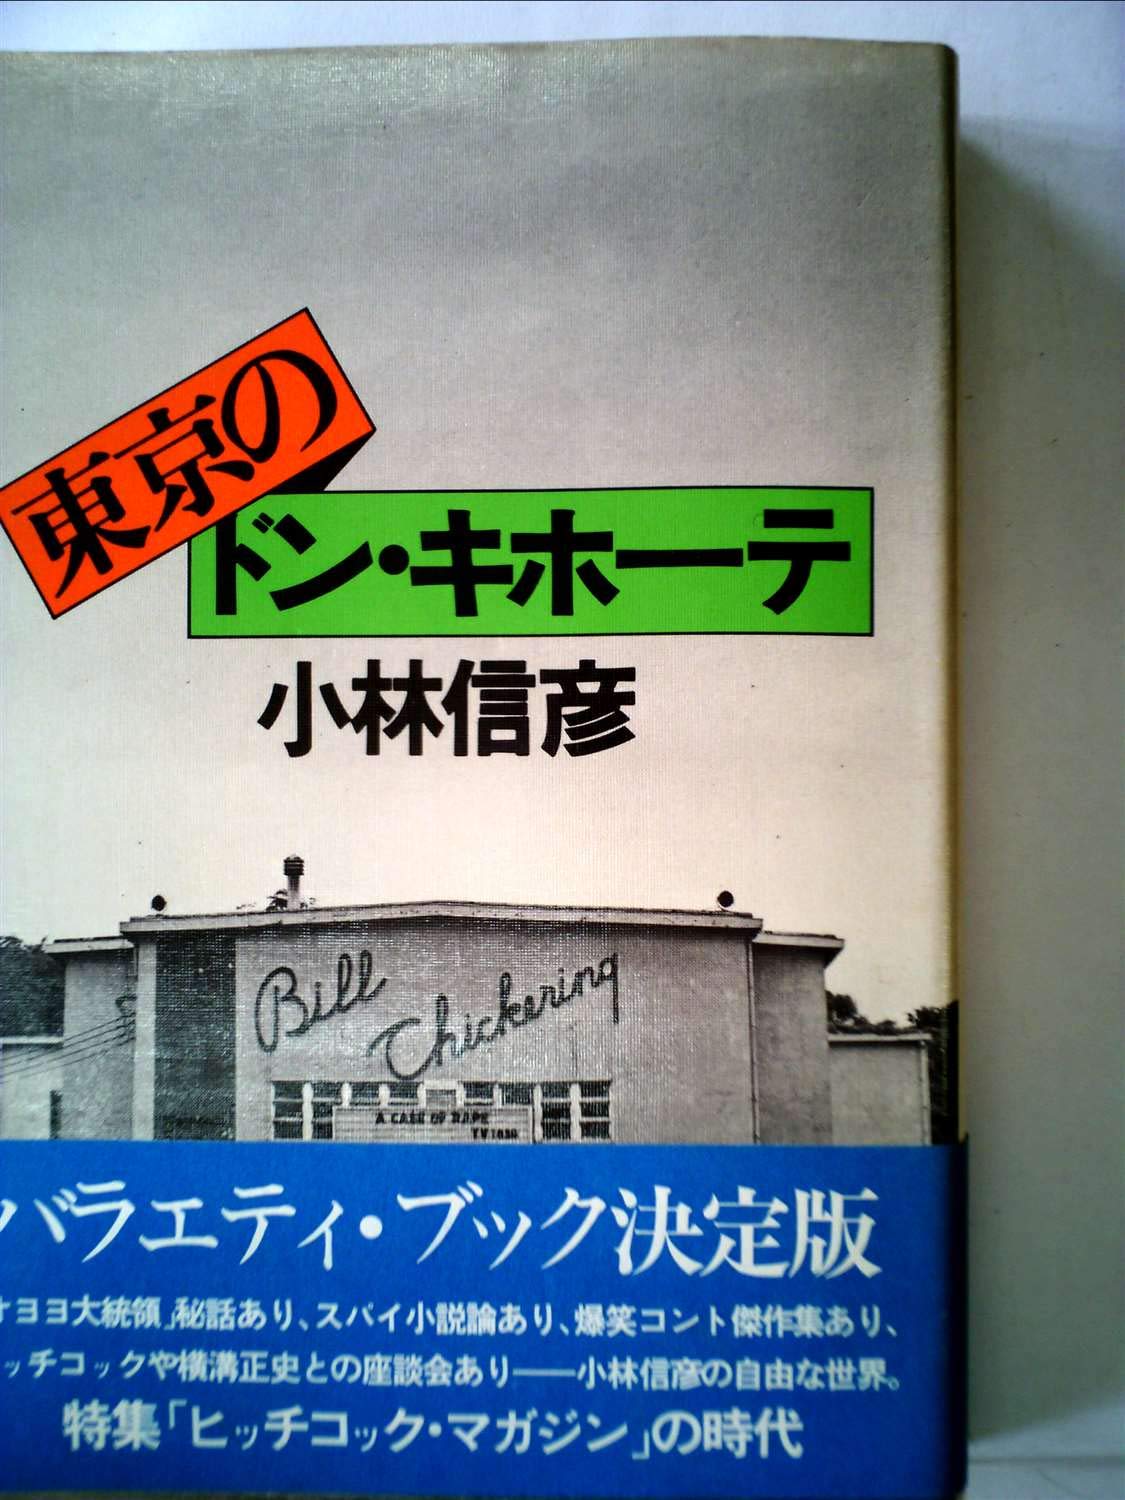 東京の
ドン・キホーテ
小林信彦
Bill
Chickering
A CASE OF RAPE
バラエティ・ブック決定版
オヨヨ大統領」秘話あり、スパイ小説論あり、爆笑コント傑作集あり、
ッチコックや横溝正史との座談会あり――小林信彦の自由な世界。
特集「ヒッチコック・マガジン」の時代